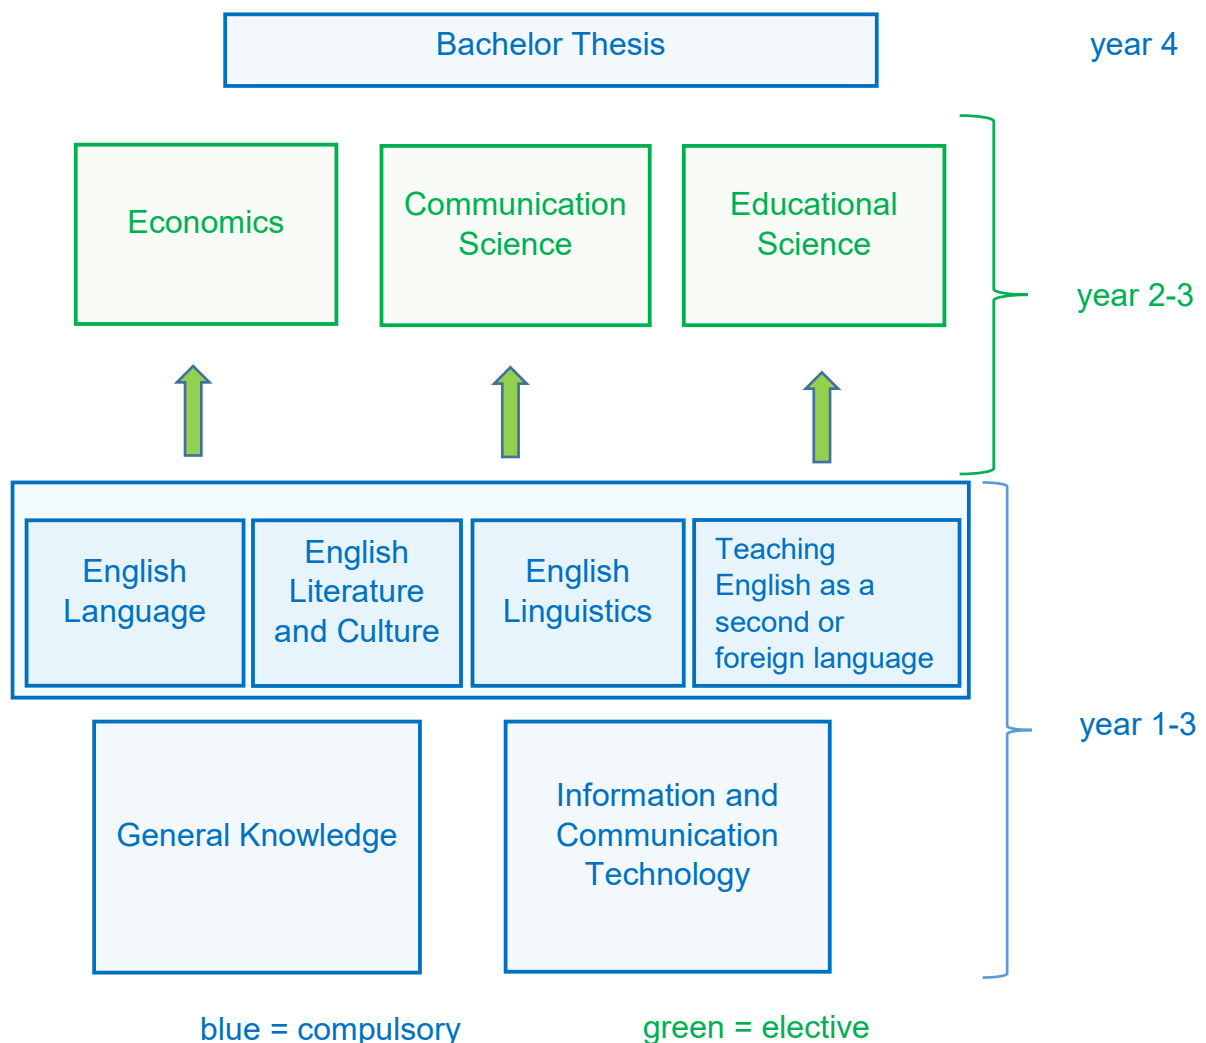 Bachelor Thesis
year 4
Economics
Communication
Science
Educational
Science
year 2-3
English
Language
English
Literature
and Culture
English
Linguistics
Teaching
English as a
second or
foreign language
year 1-3
General Knowledge
Information and
Communication
Technology
blue = compulsory
green = elective